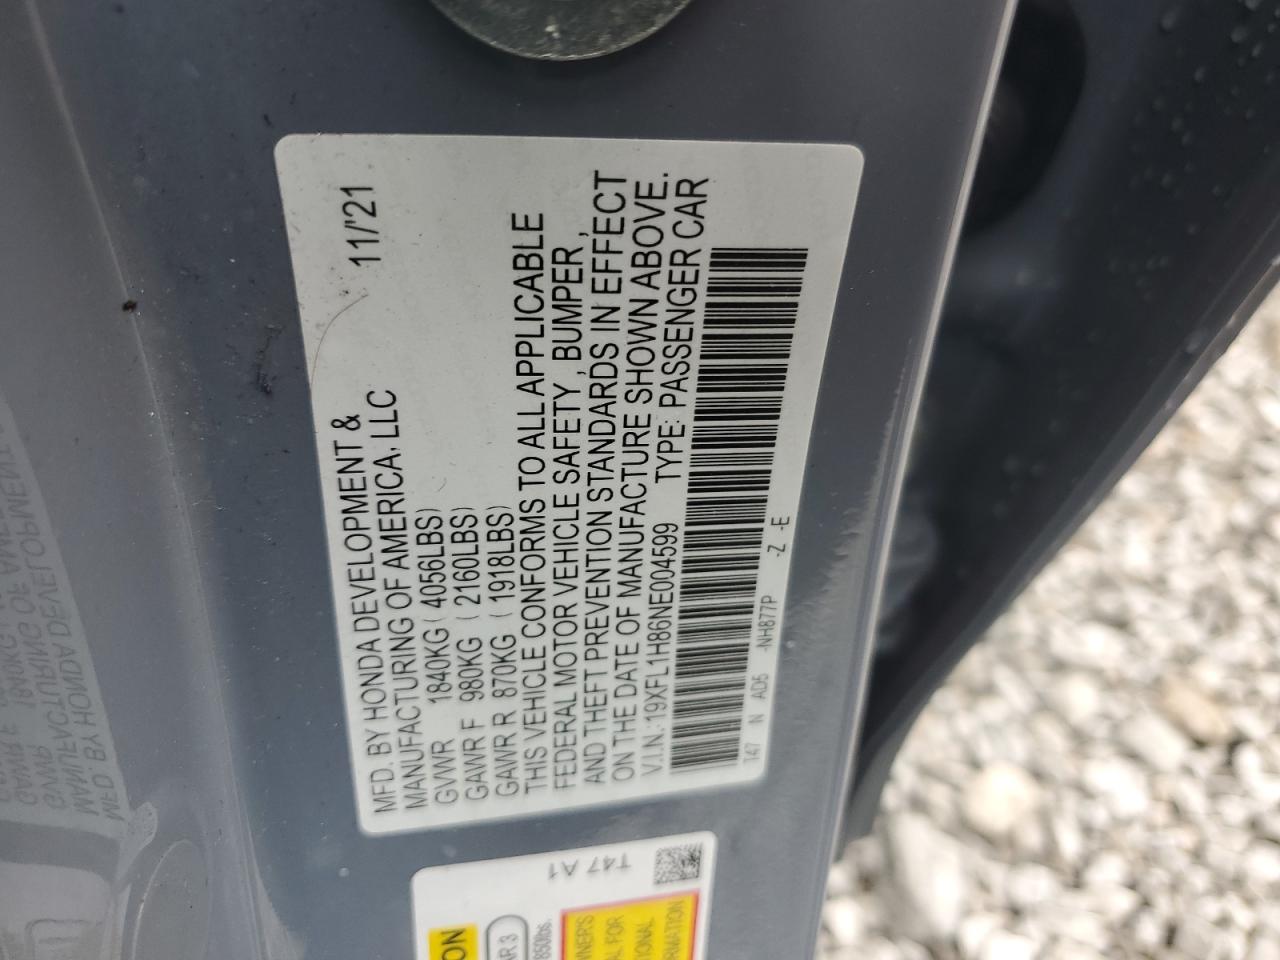 MFD. BY HONDA DEVELOPMENT &
MANUFACTURING OF AMERICA, LLC 11/'21
GVWR 1840KG ( 4056LBS)
GAWR F 980KG ( 2160LBS)
GAWR R 870KG ( 1918LBS)
THIS VEHICLE CONFORMS TO ALL APPLICABLE
FEDERAL MOTOR VEHICLE SAFETY, BUMPER,
AND THEFT PREVENTION STANDARDS IN EFFECT
ON THE DATE OF MANUFACTURE SHOWN ABOVE.
V.I.N.:19XFL1H86NE004599 TYPE: PASSENGER CAR
T47 N AD5 -NH877P -Z -E
T47 A1